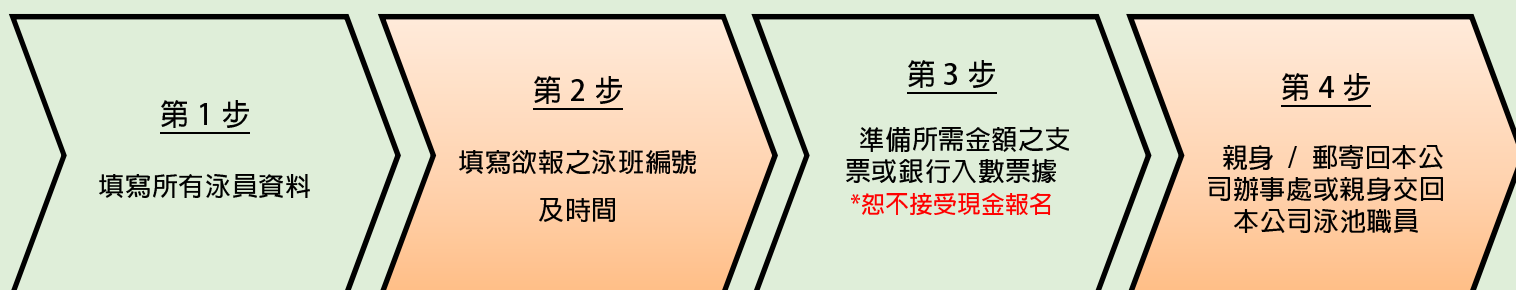 第 1 步
填寫所有泳員資料
第 2 步
填寫欲報之泳班編號
及時間
第 3 步
準備所需金額之支
票或銀行入數票據
*恕不接受現金報名
第 4 步
親身 / 郵寄回本公
司辦事處或親身交回
本公司泳池職員